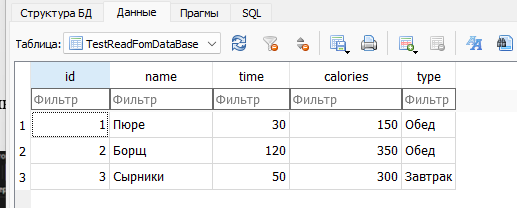 Структура БД Данные Прагмы SQL
Таблица: TestReadFomDataBase
id name time calories type
Фильтр Фильтр Фильтр Фильтр Фильтр
1 1 Пюре 30 150 Обед
2 2 Борщ 120 350 Обед
3 3 Сырники 50 300 Завтрак